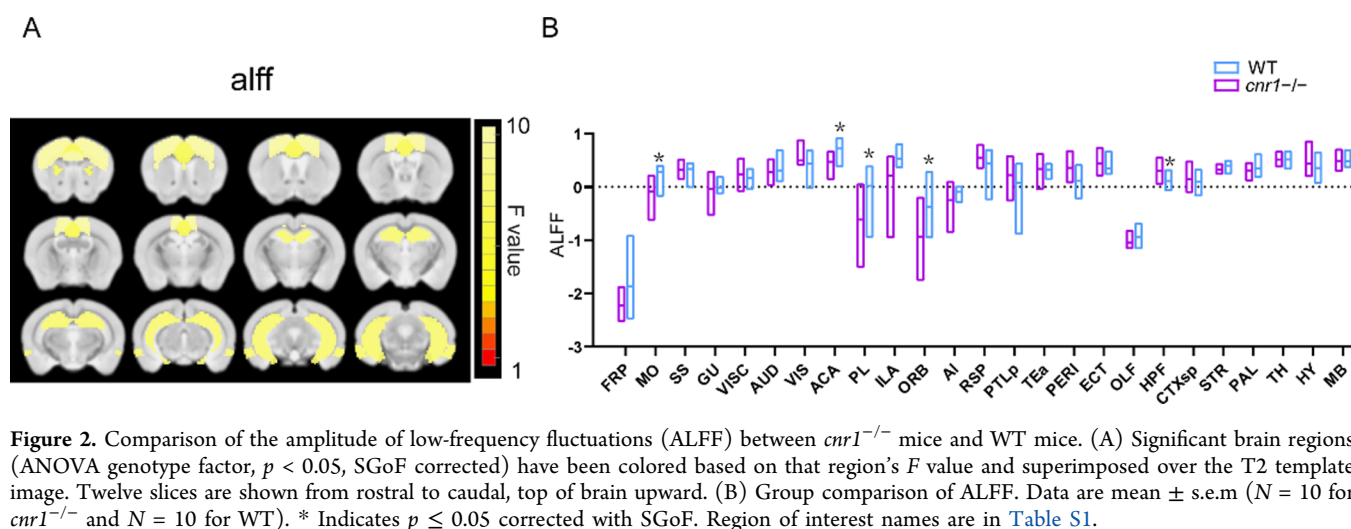 A
B
alff
10
F value
1
WT
cnr1−/−
*
*
*
*
*
1
0
-1
-2
-3
ALFF
FRP
MO
SS
GU
VISC
AUD
VIS
ACA
PL
ILA
ORB
AI
RSP
PTLp
TEa
PERI
ECT
OLF
HPF
CTXsp
STR
PAL
TH
HY
MB
Figure 2. Comparison of the amplitude of low-frequency fluctuations (ALFF) between cnr1−/− mice and WT mice. (A) Significant brain regions
(ANOVA genotype factor, p < 0.05, SGoF corrected) have been colored based on that region's F value and superimposed over the T2 template
image. Twelve slices are shown from rostral to caudal, top of brain upward. (B) Group comparison of ALFF. Data are mean ± s.e.m (N = 10 for
cnr1−/− and N = 10 for WT). * Indicates p ≤ 0.05 corrected with SGoF. Region of interest names are in Table S1.